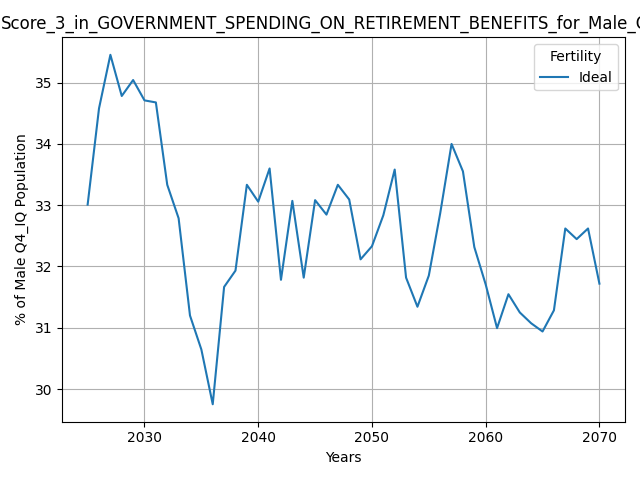 Score_3_in_GOVERNMENT_SPENDING_ON_RETIREMENT_BENEFITS_for_Male_
Fertility
Ideal
% of Male Q4_IQ Population
35
34
33
32
31
30
2030
2040
2050
2060
2070
Years